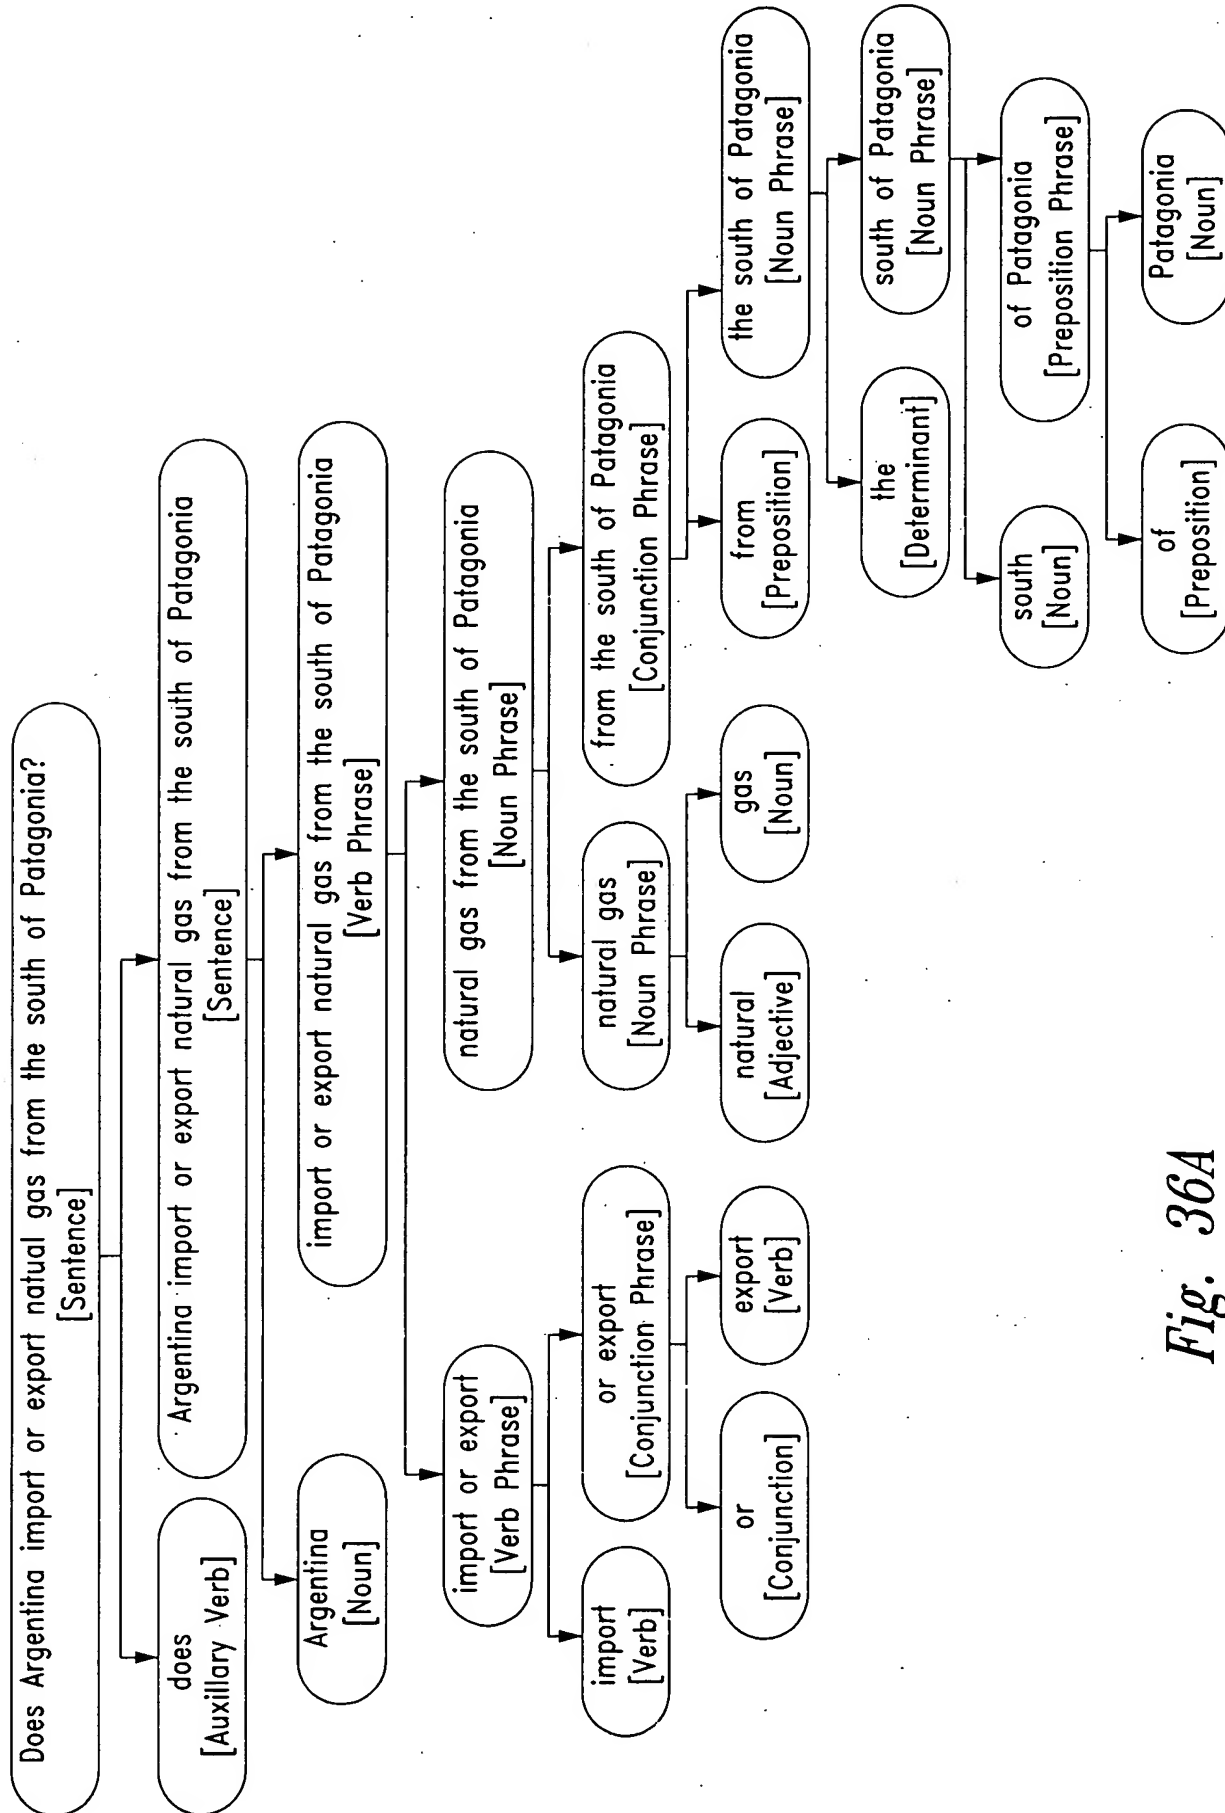 Does Argentina import or export natual gas from the south of Patagonia?
[Sentence]
does
[Auxillary Verb]
Argentina import or export natural gas from the south of Patagonia
[Sentence]
Argentina
[Noun]
import or export natural gas from the south of Patagonia
[Verb Phrase]
import or export
[Verb Phrase]
natural gas from the south of Patagonia
[Noun Phrase]
import
[Verb]
or export
[Conjunction Phrase]
natural gas
[Noun Phrase]
from the south of Patagonia
[Conjunction Phrase]
or
[Conjunction]
export
[Verb]
natural
[Adjective]
gas
[Noun]
from
[Preposition]
the south of Patagonia
[Noun Phrase]
the
[Determinant]
south of Patagonia
[Noun Phrase]
south
[Noun]
of Patagonia
[Preposition Phrase]
of
[Preposition]
Patagonia
[Noun]
Fig. 36A